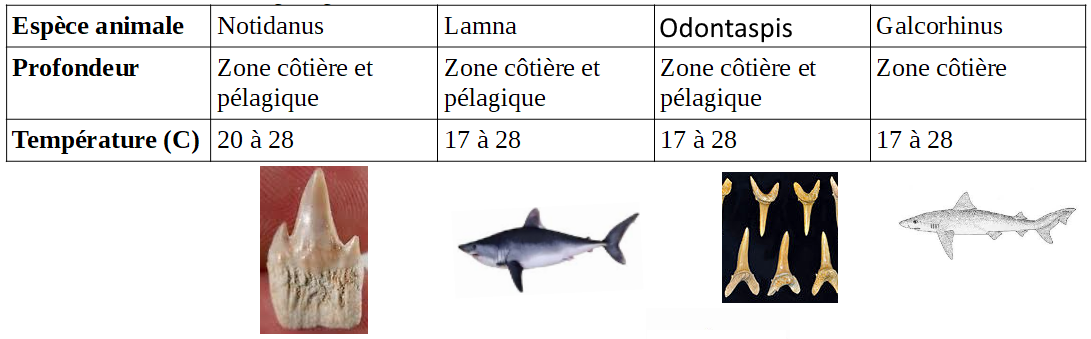 Espèce animale Notidanus Lamna Odontaspis Galcorhinus
Profondeur Zone côtière et pélagique Zone côtière et pélagique Zone côtière et pélagique Zone côtière
Température (C) 20 à 28 17 à 28 17 à 28 17 à 28